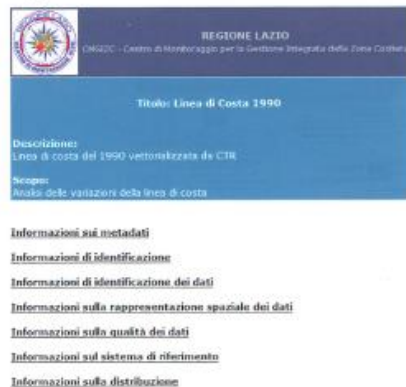 REGIONE LAZIO
CMGIZC - Centro di Monitoraggio per la Gestione Integrata della Zona Costiera
Titolo: Linea di Costa 1990
Descrizione:
Linea di costa del 1990 vettorializzata da CTR
Scopo:
Analisi delle variazioni della linea di costa
Informazioni sui metadati
Informazioni di identificazione
Informazioni di identificazione dei dati
Informazioni sulla rappresentazione spaziale dei dati
Informazioni sulla qualità dei dati
Informazioni sul sistema di riferimento
Informazioni sulla distribuzione